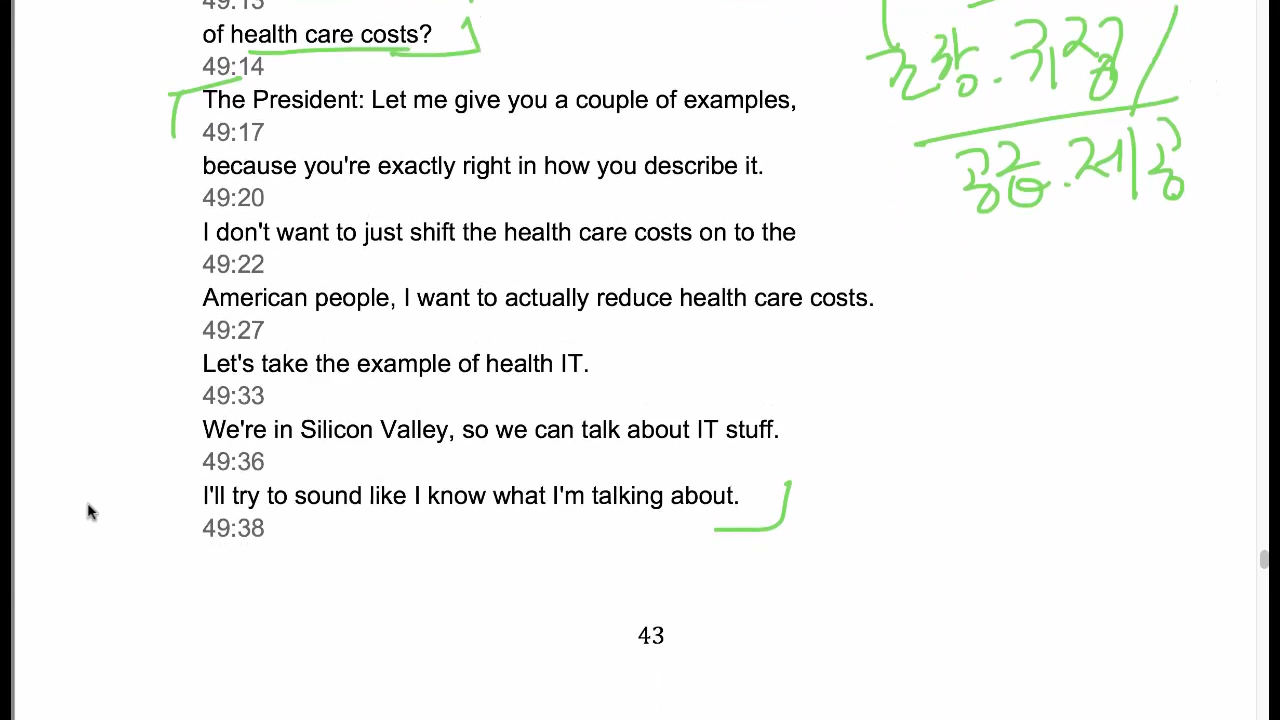 49:13
of health care costs?
49:14
The President: Let me give you a couple of examples,
49:17
because you're exactly right in how you describe it.
49:20
I don't want to just shift the health care costs on to the
49:22
American people, I want to actually reduce health care costs.
49:27
Let's take the example of health IT.
49:33
We're in Silicon Valley, so we can talk about IT stuff.
49:36
I'll try to sound like I know what I'm talking about.
49:38
43
공급.제공